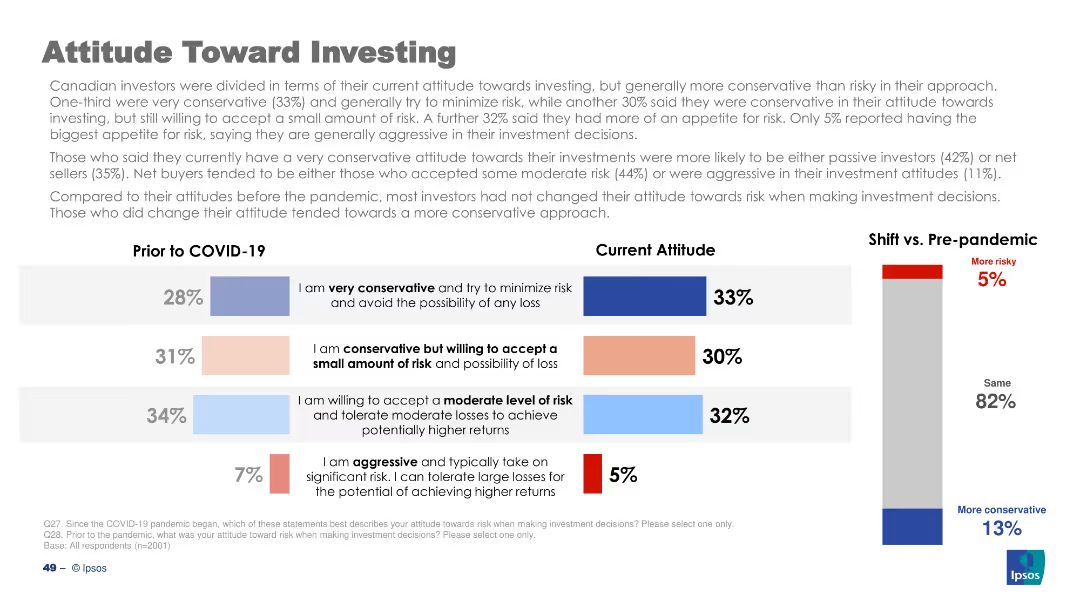 Attitude Toward Investing
Canadian investors were divided in terms of their current attitude towards investing, but generally more conservative than risky in their approach.
One-third were very conservative (33%) and generally try to minimize risk, while another 30% said they were conservative in their attitude towards
investing, but still willing to accept a small amount of risk. A further 32% said they had more of an appetite for risk. Only 5% reported having the
biggest appetite for risk, saying they are generally aggressive in their investment decisions.
Those who said they currently have a very conservative attitude towards their investments were more likely to be either passive investors (42%) or net
sellers (35%). Net buyers tended to be either those who accepted some moderate risk (44%) or were aggressive in their investment attitudes (11%).
Compared to their attitudes before the pandemic, most investors had not changed their attitude towards risk when making investment decisions.
Those who did change their attitude tended towards a more conservative approach.
Prior to COVID-19
Current Attitude
28%
I am very conservative and try to minimize risk
and avoid the possibility of any loss
33%
31%
I am conservative but willing to accept a
small amount of risk and possibility of loss
30%
34%
I am willing to accept a moderate level of risk
and tolerate moderate losses to achieve
potentially higher returns
32%
7%
I am aggressive and typically take on
significant risk. I can tolerate large losses for
the potential of achieving higher returns
5%
Shift vs. Pre-pandemic
More risky
5%
Same
82%
More conservative
13%
Q27. Since the COVID-19 pandemic began, which of these statements best describes your attitude towards risk when making investment decisions? Please select one only.
Q28. Prior to the pandemic, what was your attitude toward risk when making investment decisions? Please select one only.
Base: All respondents (n=2001)
49 – © Ipsos
Ipsos